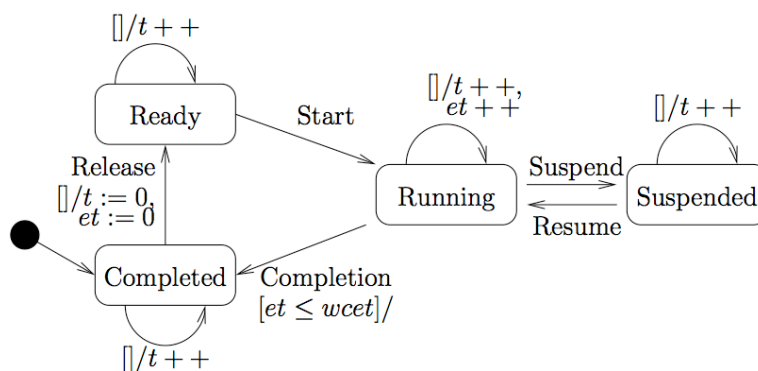 []/t + +
Ready
Start
[]/t + +,
et + +
[]/t + +
Release
[]/t := 0,
et := 0
Running
Suspend
Resume
Suspended
Completed
Completion
[et ≤ wcet]/
[]/t + +